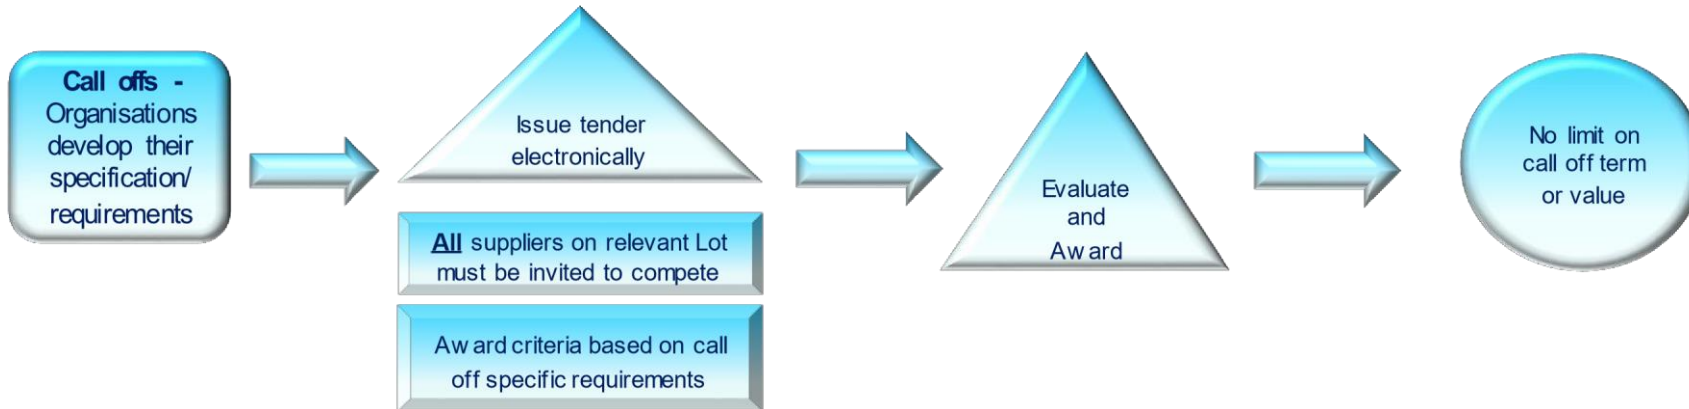 Call offs -
Organisations
develop their
specification/
requirements
Issue tender
electronically
All suppliers on relevant Lot
must be invited to compete
Award criteria based on call
off specific requirements
Evaluate
and
Award
No limit on
call off term
or value